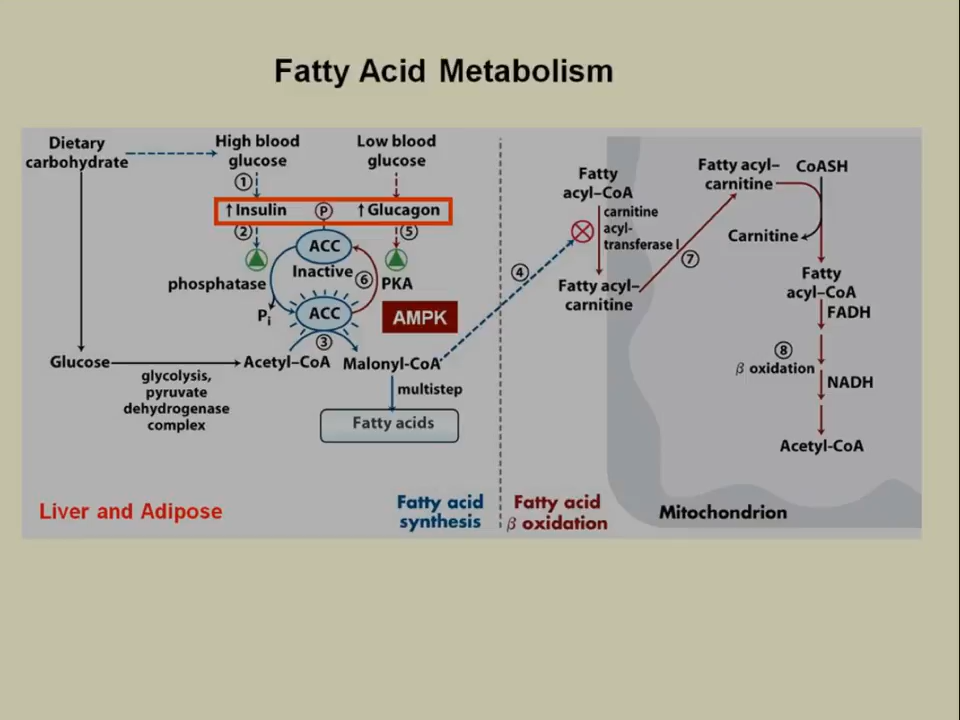 Fatty Acid Metabolism
Dietary
carbohydrate
High blood
glucose
Low blood
glucose
①
↑Insulin
P
↑Glucagon
②
⑤
ACC
Inactive
phosphatase
⑥
PKA
Pi
ACC
AMPK
③
Glucose
Acetyl–CoA
Malonyl-CoA
glycolysis,
pyruvate
dehydrogenase
complex
multistep
Fatty acids
④
Fatty
acyl–CoA
carnitine
acyl-
transferase I
Fatty acyl–
carnitine
⑦
Fatty acyl–
carnitine
CoASH
Carnitine
Fatty
acyl–CoA
FADH
⑧
β oxidation
NADH
Acetyl-CoA
Liver and Adipose
Fatty acid
synthesis
Fatty acid
β oxidation
Mitochondrion